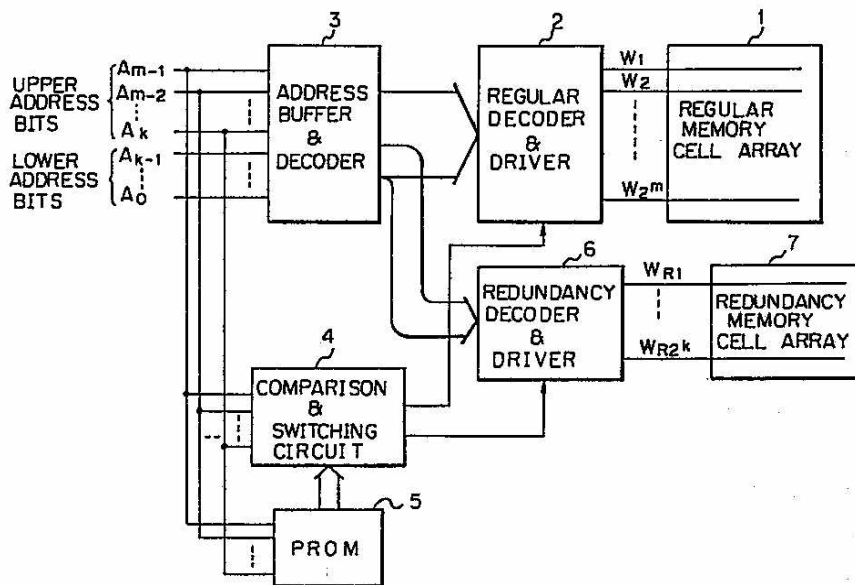 3
2
1
UPPER ADDRESS BITS
Am-1
Am-2
Ak
LOWER ADDRESS BITS
Ak-1
A0
ADDRESS
BUFFER
&
DECODER
REGULAR
DECODER
&
DRIVER
W1
W2
W2m
REGULAR
MEMORY
CELL ARRAY
6
7
REDUNDANCY
DECODER
&
DRIVER
WR1
WR2k
REDUNDANCY
MEMORY
CELL ARRAY
4
COMPARISON
&
SWITCHING
CIRCUIT
5
PROM